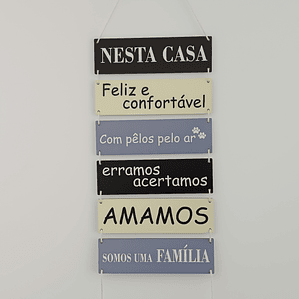 NESTA CASA
Feliz e
confortável
Com pêlos pelo ar
erramos
acertamos
AMAMOS
SOMOS UMA FAMÍLIA